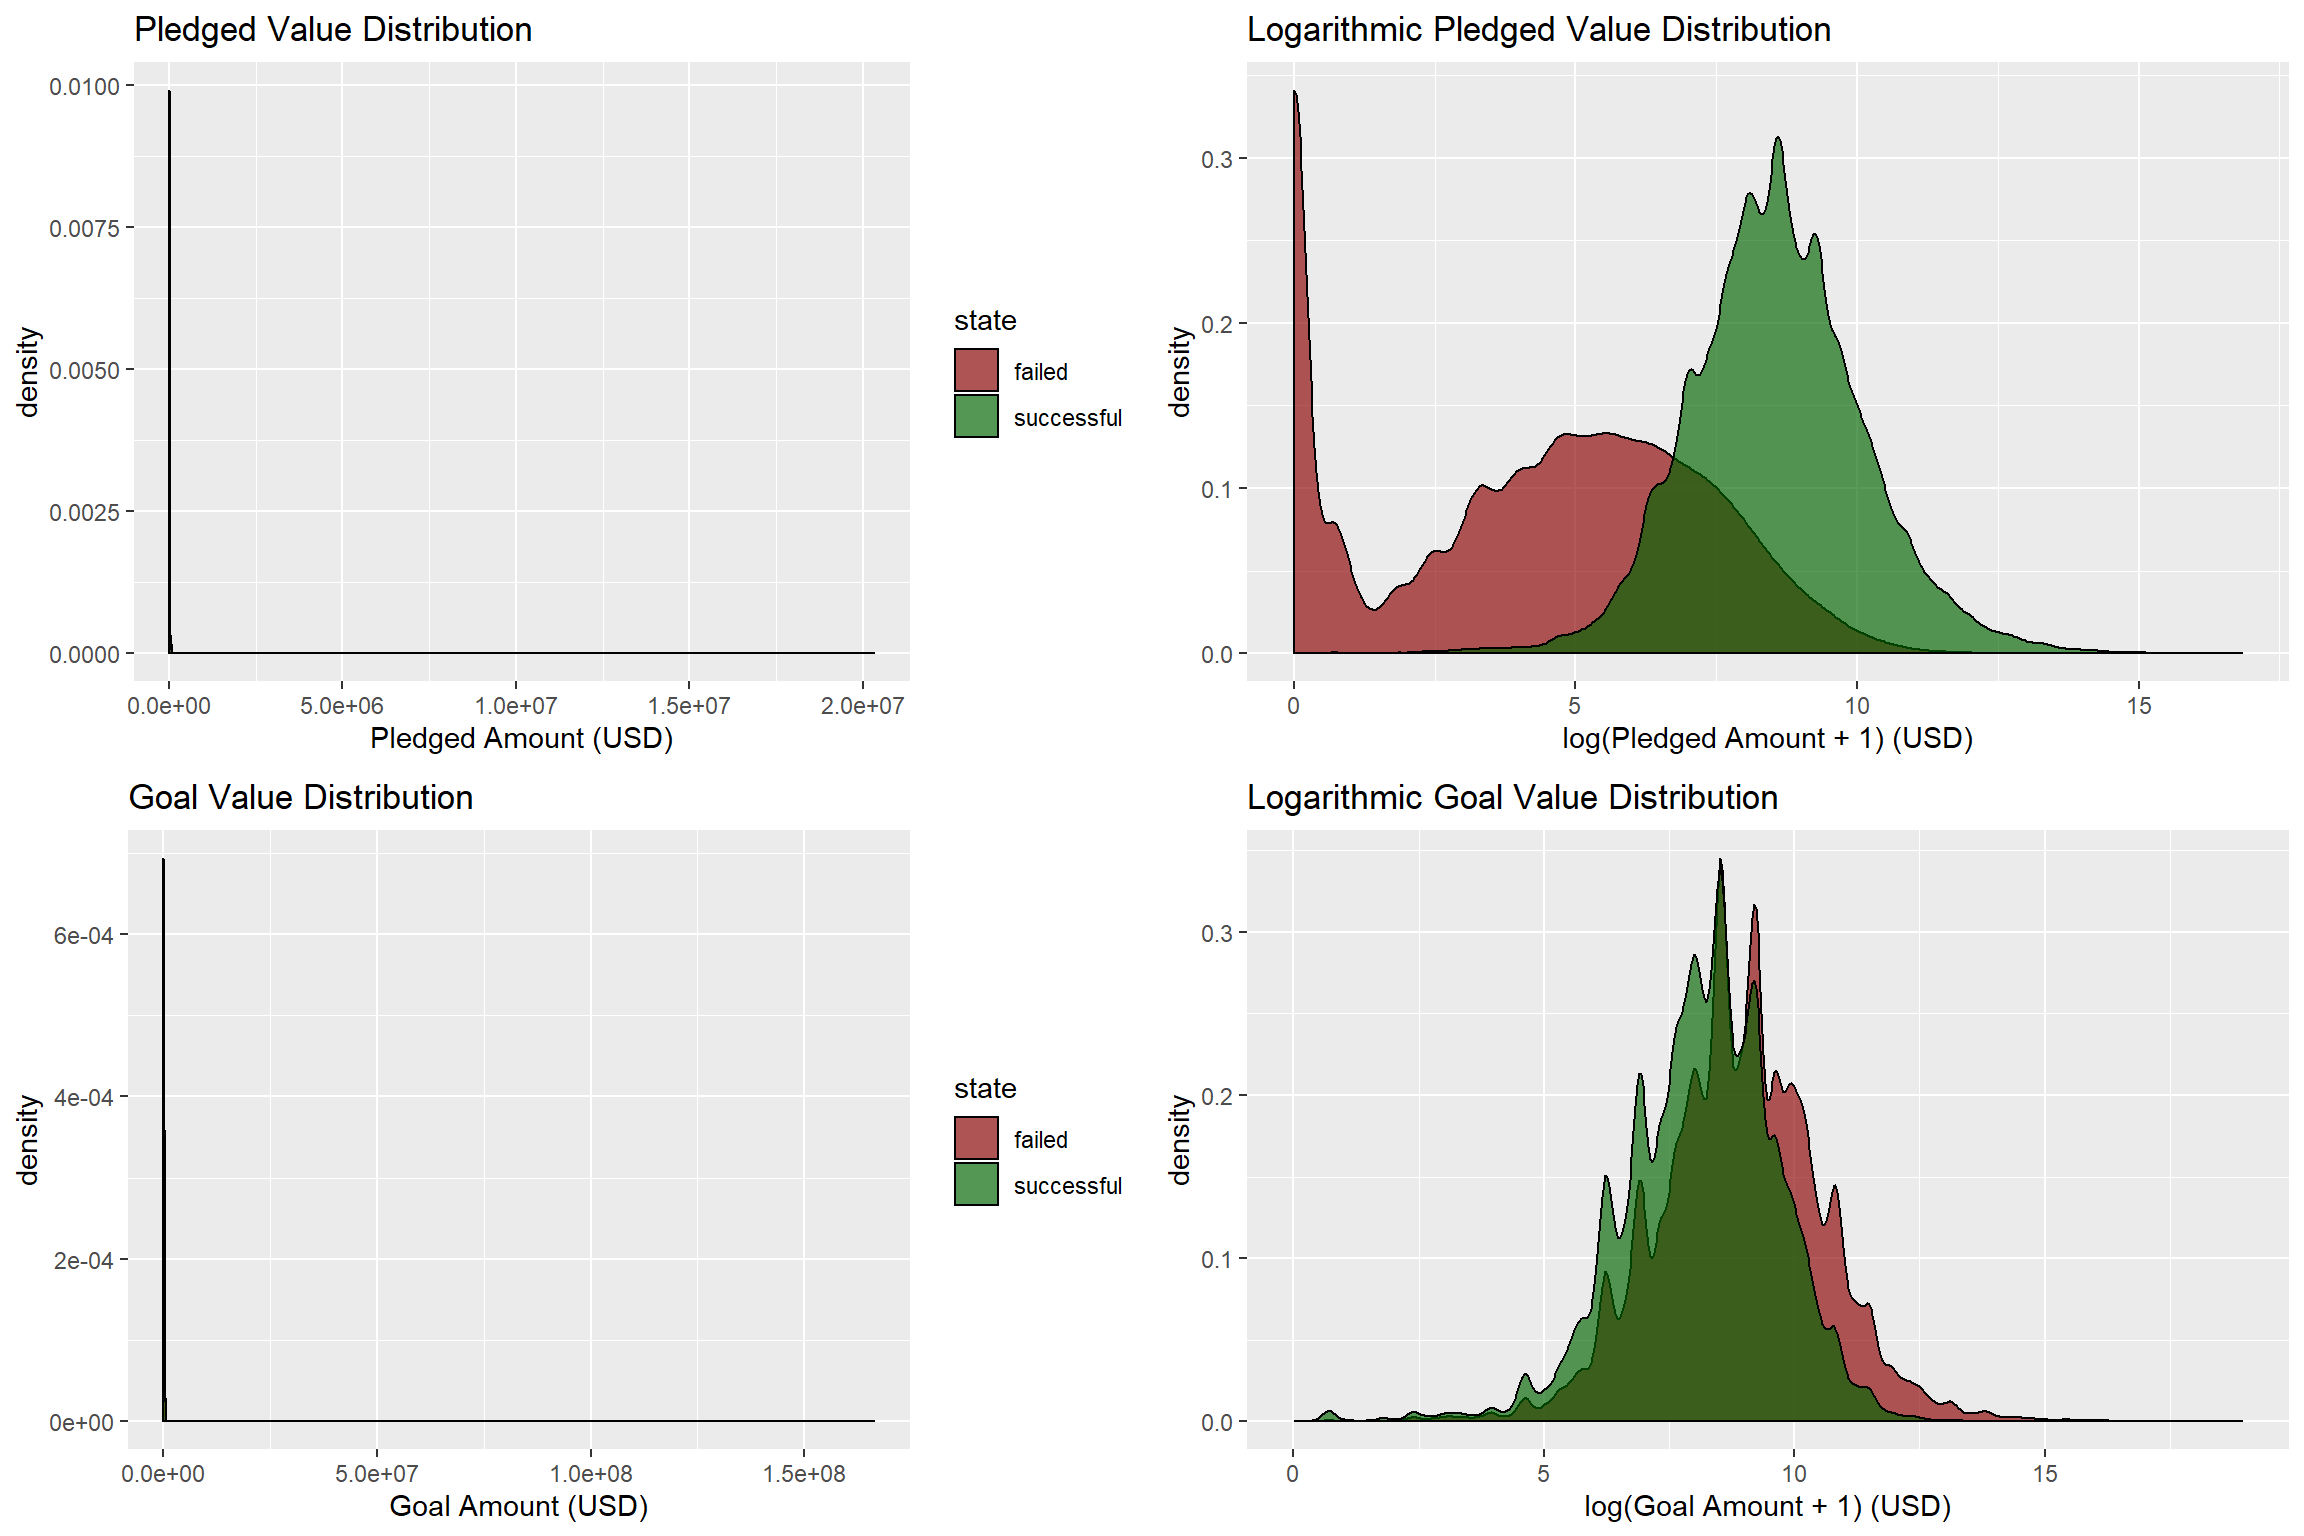 Pledged Value Distribution
0.0100
0.0075
0.0050
0.0025
0.0000
density
0.0e+00 5.0e+06 1.0e+07 1.5e+07 2.0e+07
Pledged Amount (USD)
state
failed
successful
Logarithmic Pledged Value Distribution
0.3
0.2
0.1
0.0
density
0 5 10 15
log(Pledged Amount + 1) (USD)
Goal Value Distribution
6e-04
4e-04
2e-04
0e+00
density
0.0e+00 5.0e+07 1.0e+08 1.5e+08
Goal Amount (USD)
state
failed
successful
Logarithmic Goal Value Distribution
0.3
0.2
0.1
0.0
density
0 5 10 15
log(Goal Amount + 1) (USD)